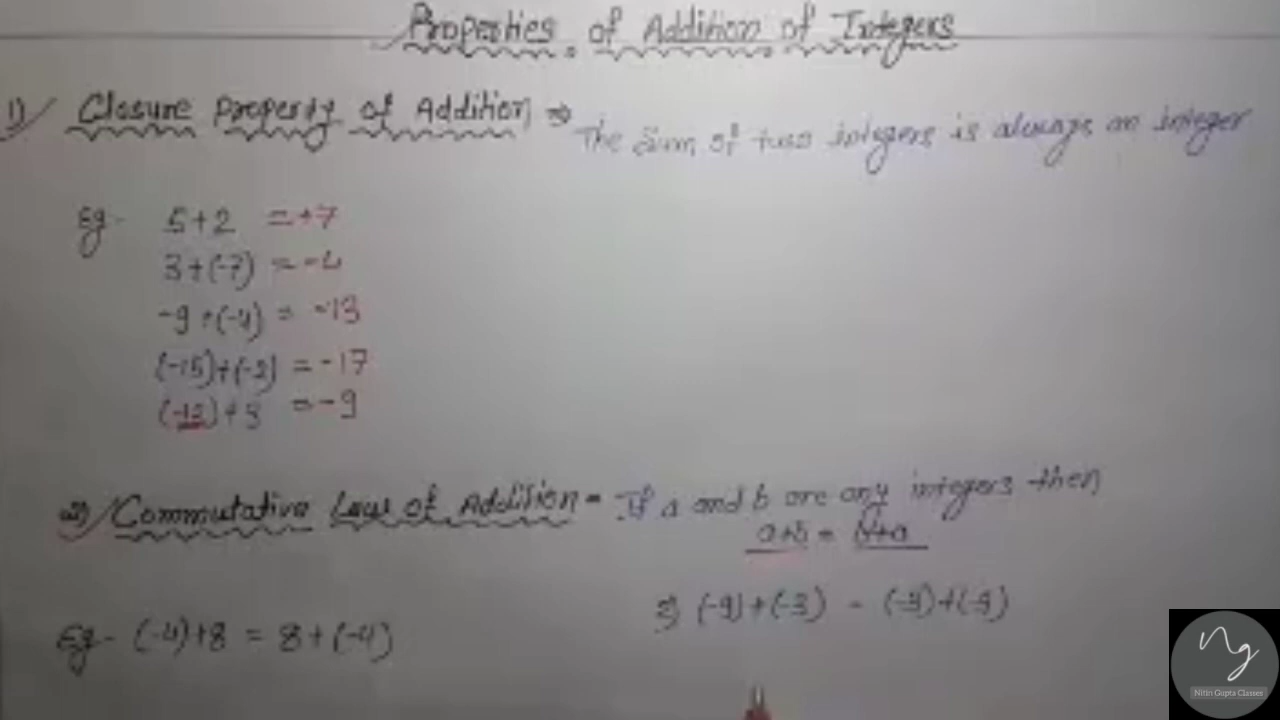 Properties of Addition of Integers
1) Closure Property of Addition ⇒ The sum of two integers is always an integer
Eg - 5+2 = +7
3+(-7) = -4
-9+(-4) = -13
(-15)+(-2) = -17
(-12)+3 = -9
2) Commutative Law of Addition = If a and b are any integers then
a+b = b+a
Eg- (-4)+8 = 8+(-4)
2) (-9)+(-3) = (-3)+(-9)
Ng
Nitin Gupta Classes